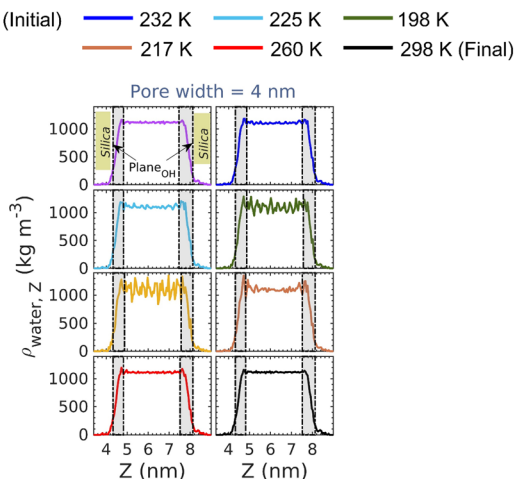 (Initial) 232 K 225 K 198 K
217 K 260 K 298 K (Final)
Pore width = 4 nm
Silica Plane_OH Silica
1000
500
0
1000
500
0
1000
500
0
1000
500
0
ρ_water, Z (kg m⁻³)
4 5 6 7 8 4 5 6 7 8
Z (nm) Z (nm)